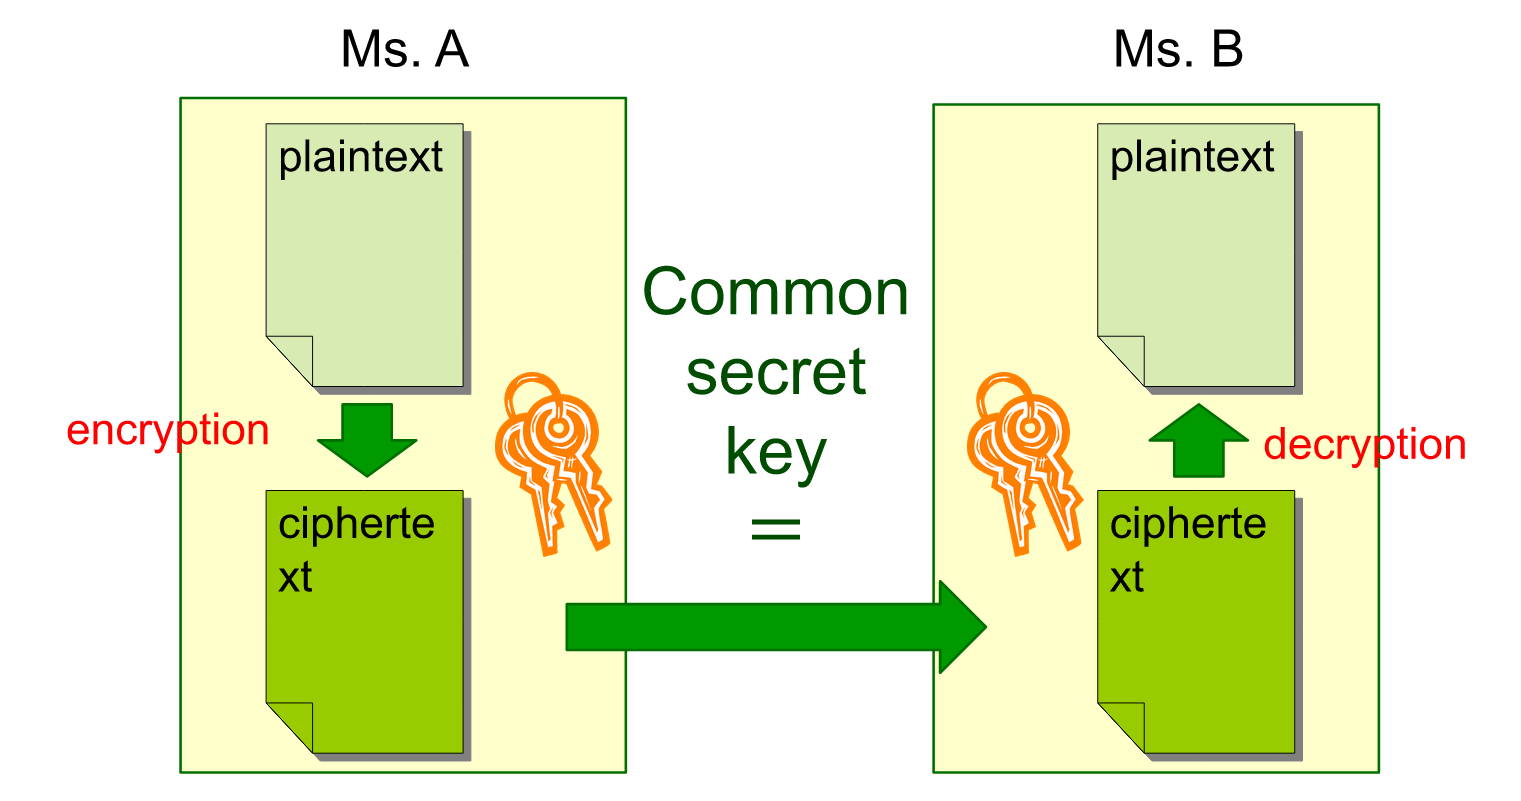 Ms. A
plaintext
encryption
cipherte
xt
Common
secret
key
=
Ms. B
plaintext
decryption
cipherte
xt